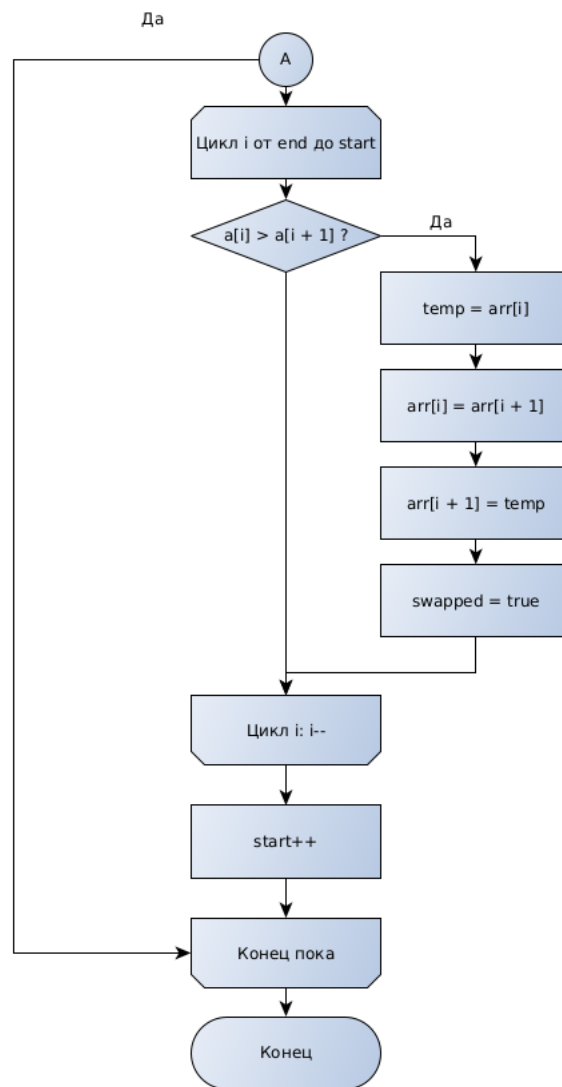 Да
A
Цикл i от end до start
a[i] > a[i + 1] ?
Да
temp = arr[i]
arr[i] = arr[i + 1]
arr[i + 1] = temp
swapped = true
Цикл i: i--
start++
Конец пока
Конец